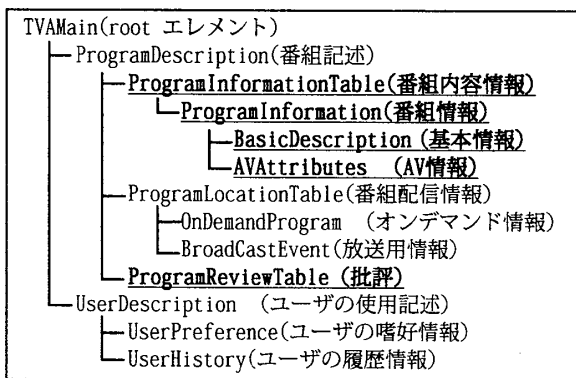 TVAMain(root エレメント)
ProgramDescription(番組記述)
ProgramInformationTable(番組内容情報)
ProgramInformation(番組情報)
BasicDescription (基本情報)
AVAttributes (AV情報)
ProgramLocationTable(番組配信情報)
OnDemandProgram (オンデマンド情報)
BroadCastEvent(放送用情報)
ProgramReviewTable (批評)
UserDescription (ユーザの使用記述)
UserPreference(ユーザの嗜好情報)
UserHistory(ユーザの履歴情報)